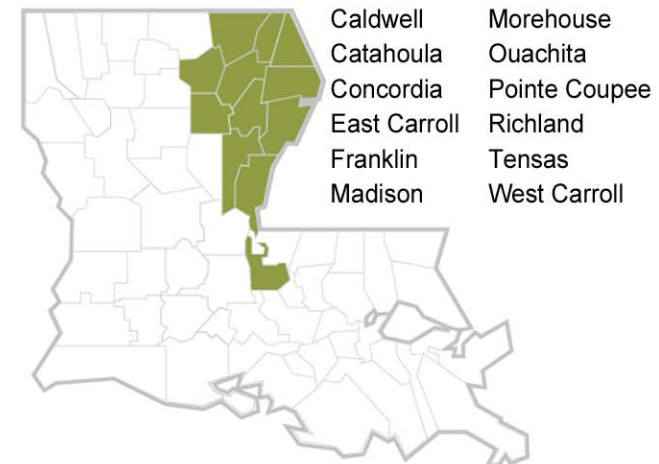 Caldwell
Catahoula
Concordia
East Carroll
Franklin
Madison
Morehouse
Ouachita
Pointe Coupee
Richland
Tensas
West Carroll